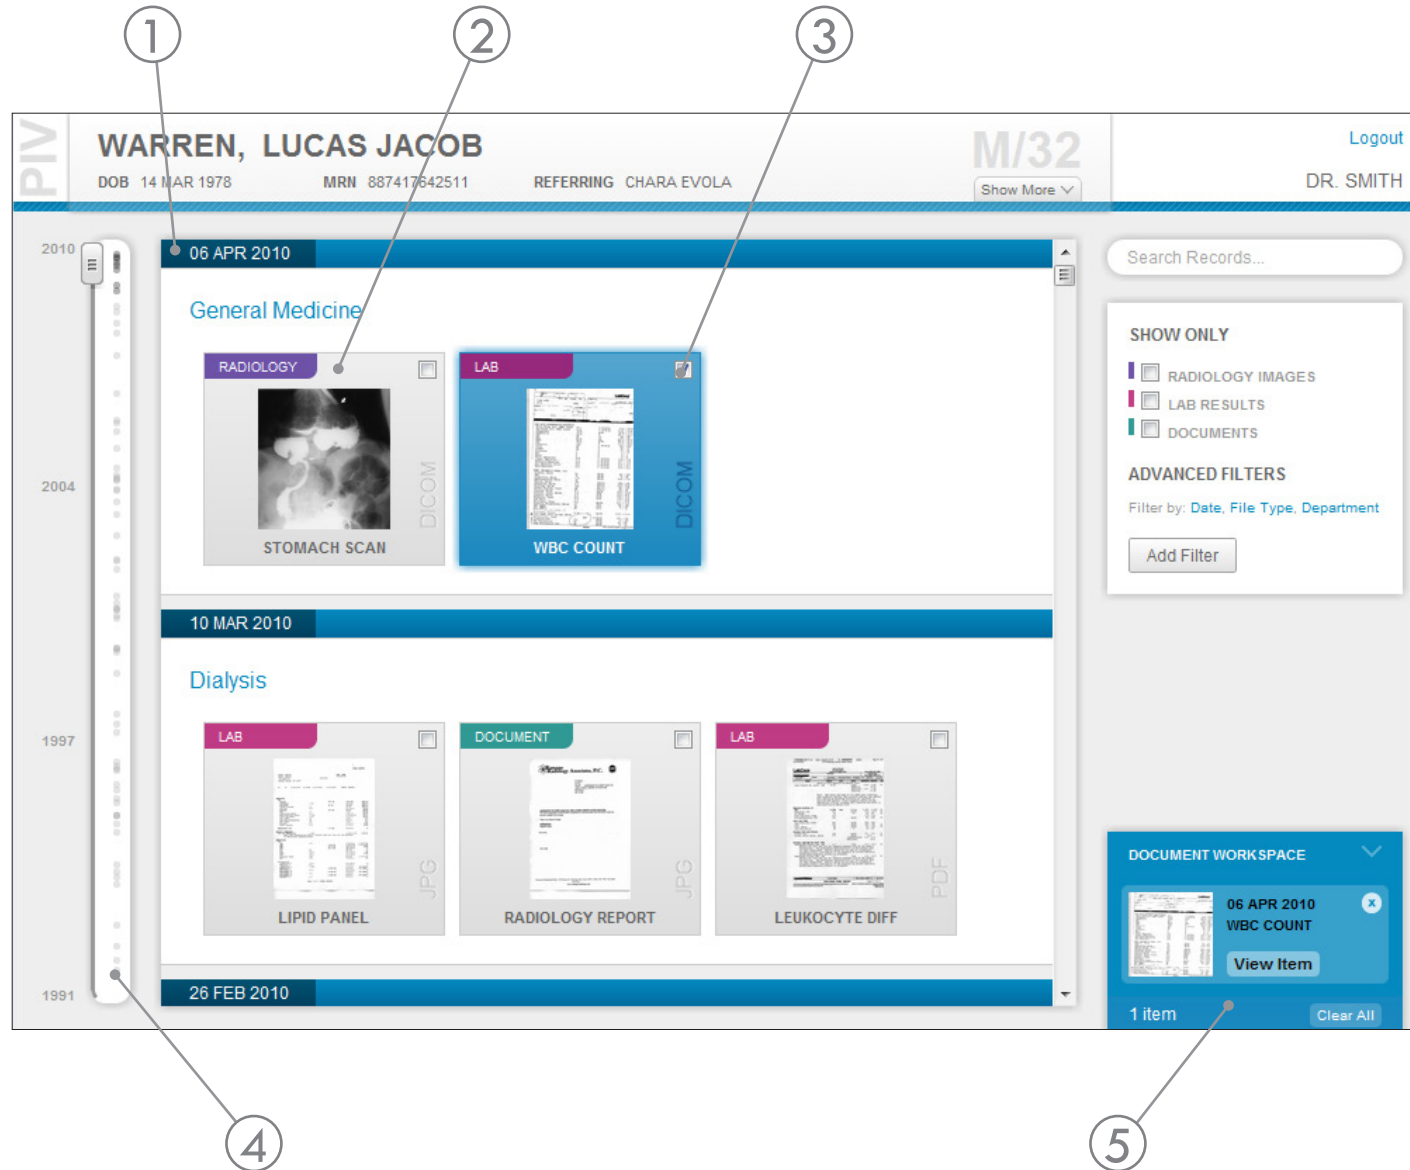 1
2
3
PIV
WARREN, LUCAS JACOB
DOB 14 MAR 1978 MRN 887417642511 REFERRING CHARA EVOLA
M/32
Show More
Logout
DR. SMITH
2010
2004
1997
1991
06 APR 2010
General Medicine
RADIOLOGY
DICOM
STOMACH SCAN
LAB
DICOM
WBC COUNT
10 MAR 2010
Dialysis
LAB
JPG
LIPID PANEL
DOCUMENT
JPG
RADIOLOGY REPORT
LAB
PDF
LEUKOCYTE DIFF
26 FEB 2010
Search Records...
SHOW ONLY
RADIOLOGY IMAGES
LAB RESULTS
DOCUMENTS
ADVANCED FILTERS
Filter by: Date, File Type, Department
Add Filter
DOCUMENT WORKSPACE
06 APR 2010
x
WBC COUNT
View Item
1 item
Clear All
4
5